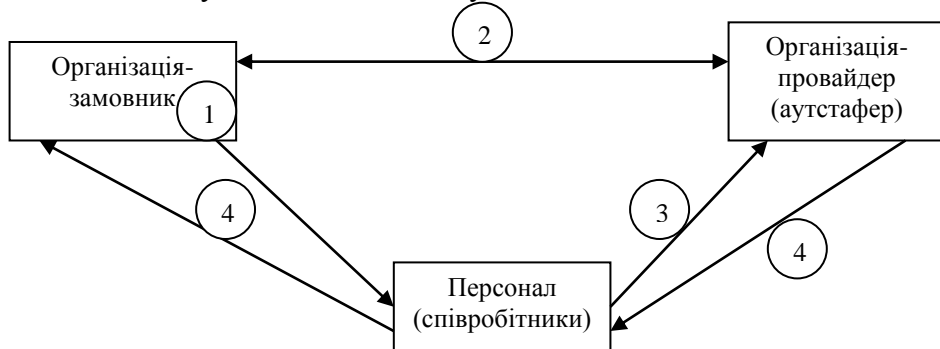 2
Організація-
замовник
1
Організація-
провайдер
(аутстафер)
4
3
4
Персонал
(співробітники)